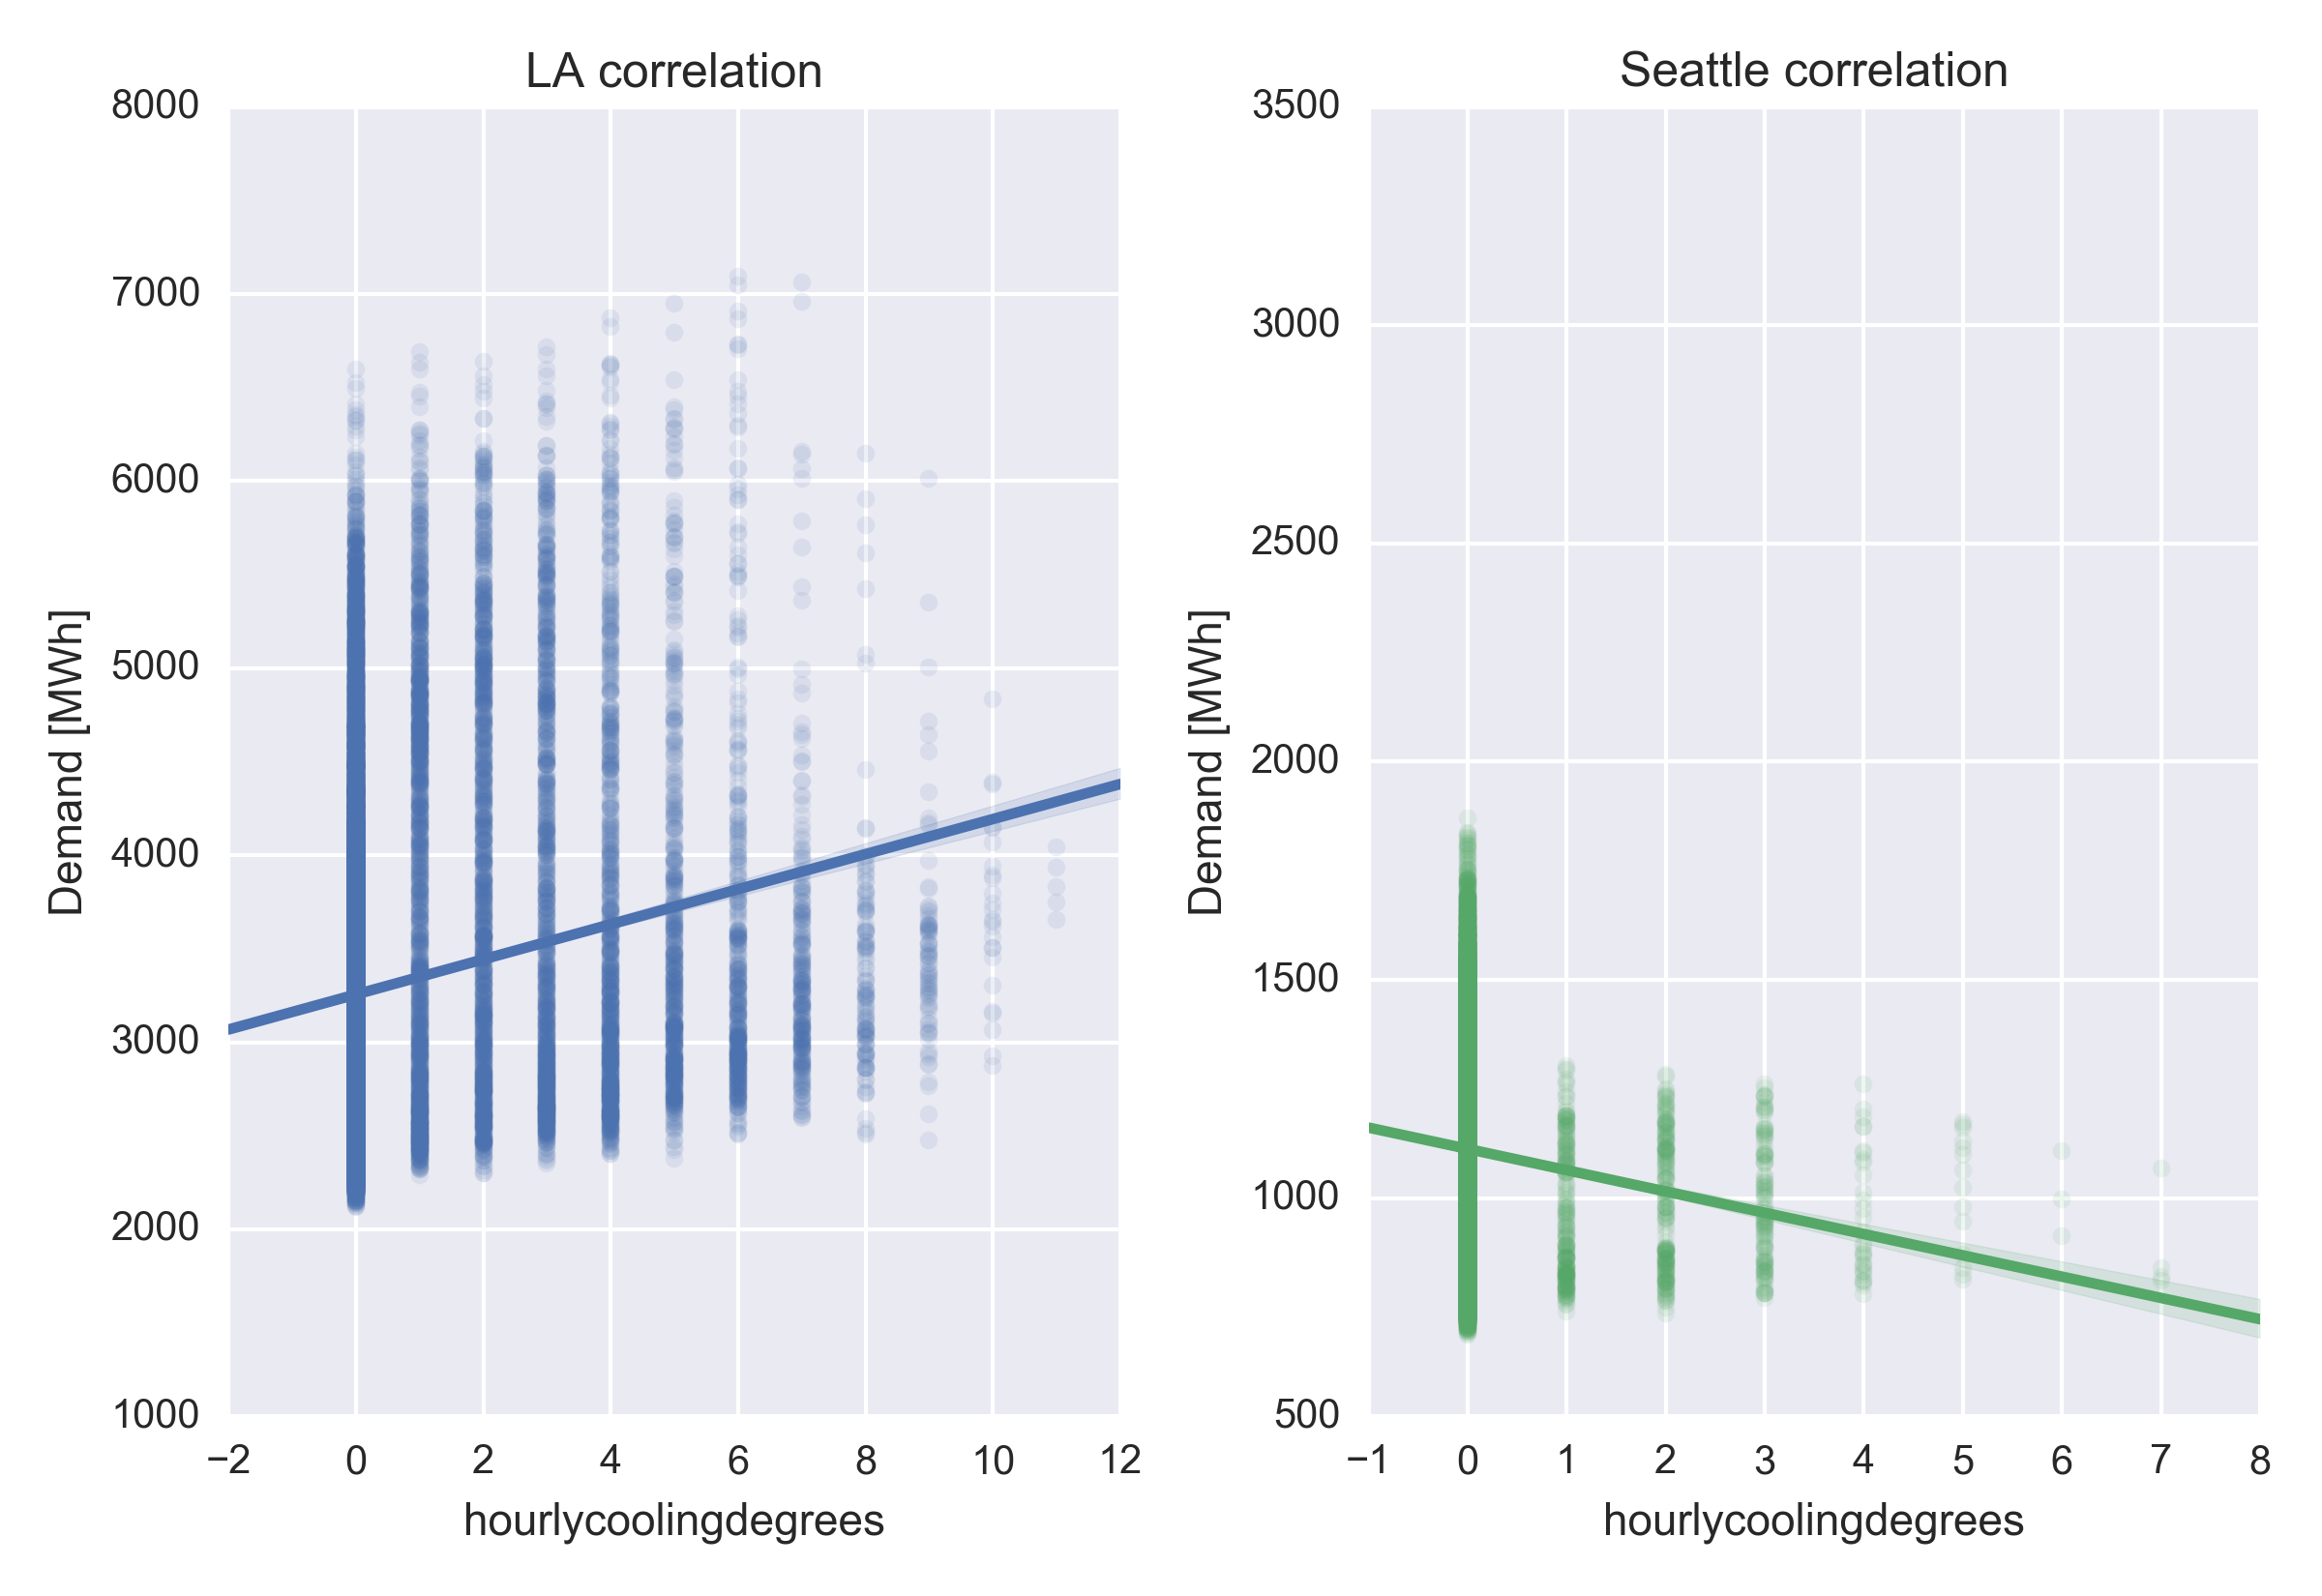 LA correlation
8000
7000
6000
5000
4000
3000
2000
1000
Demand [MWh]
−2 0 2 4 6 8 10 12
hourlycoolingdegrees
Seattle correlation
3500
3000
2500
2000
1500
1000
500
Demand [MWh]
−1 0 1 2 3 4 5 6 7 8
hourlycoolingdegrees